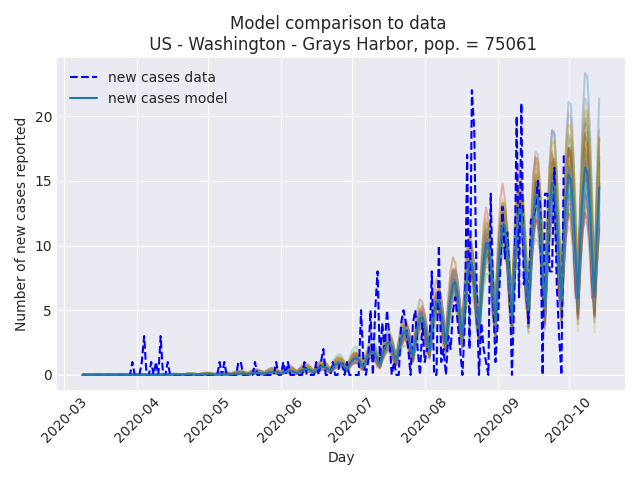 Model comparison to data
US - Washington - Grays Harbor, pop. = 75061
new cases data
new cases model
Number of new cases reported
20
15
10
5
0
2020-03
2020-04
2020-05
2020-06
2020-07
2020-08
2020-09
2020-10
Day